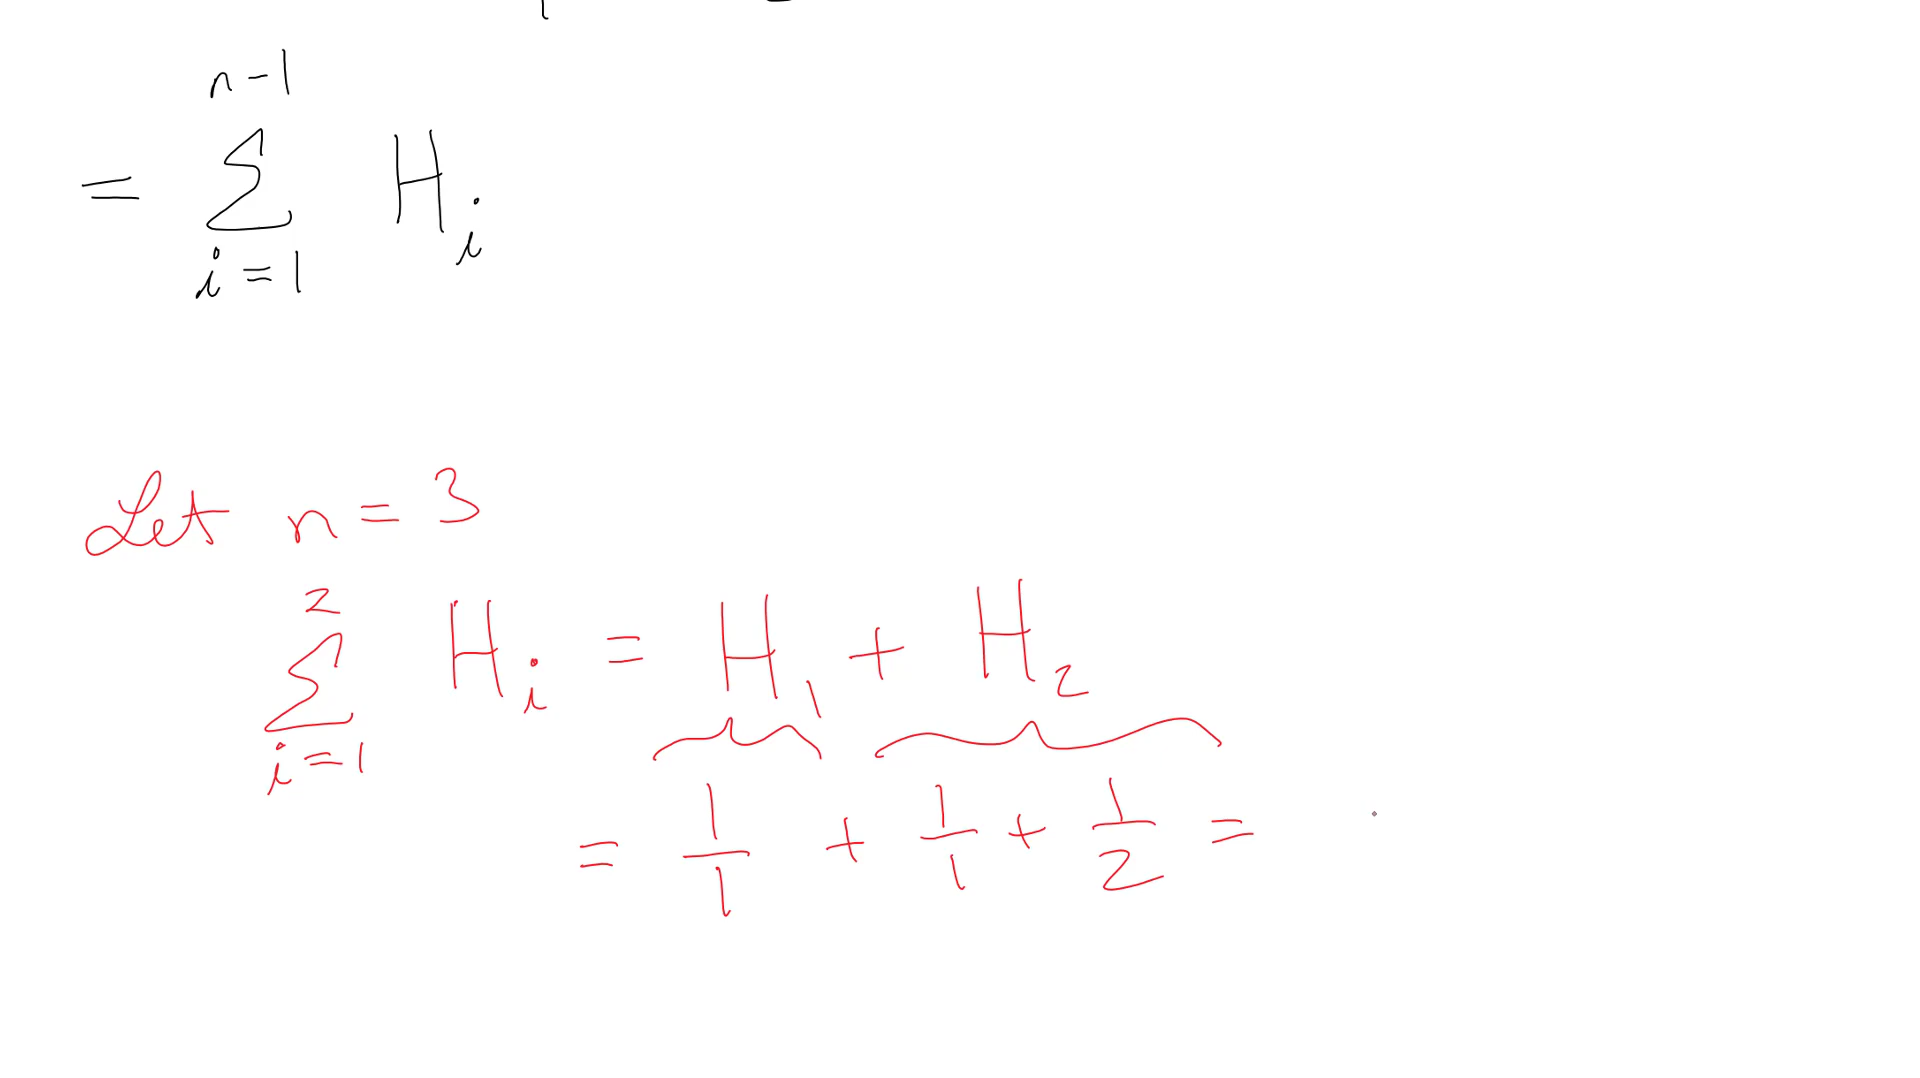 n-1
= Σ H_i
i=1
Let n = 3
2
Σ H_i = H_1 + H_2
i=1
= 1/1 + 1/1 + 1/2 =